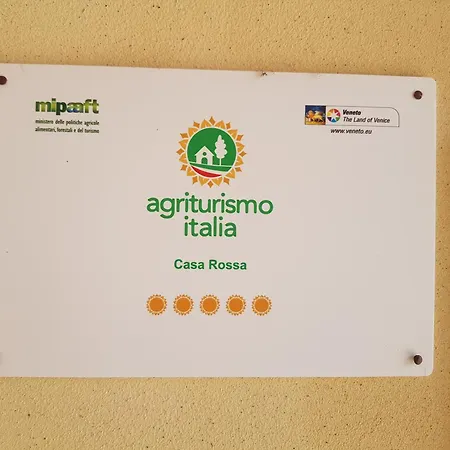 mipaaft
ministero delle politiche agricole
alimentari, forestali e del turismo
Veneto
The Land of Venice
www.veneto.eu
agriturismo
italia
Casa Rossa